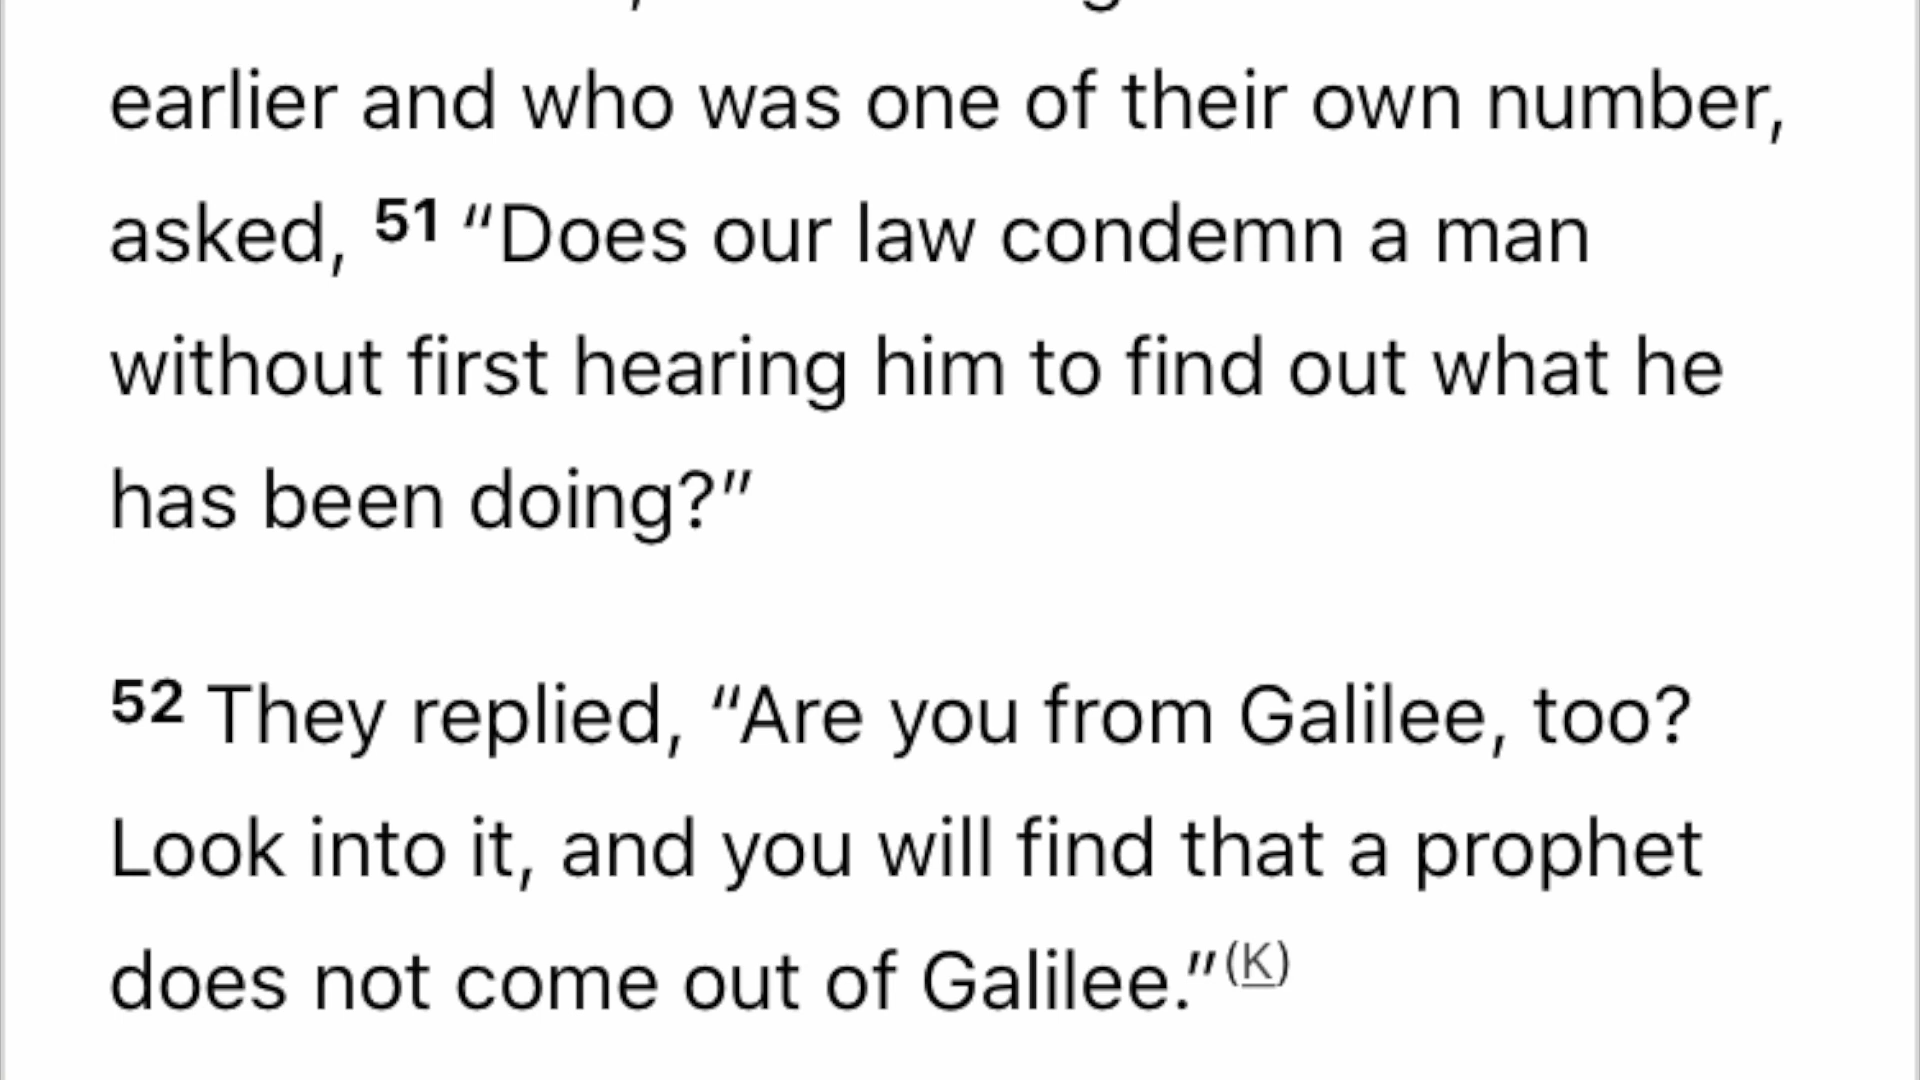 earlier and who was one of their own number,
asked, 51 “Does our law condemn a man
without first hearing him to find out what he
has been doing?”
52 They replied, “Are you from Galilee, too?
Look into it, and you will find that a prophet
does not come out of Galilee.”(K)